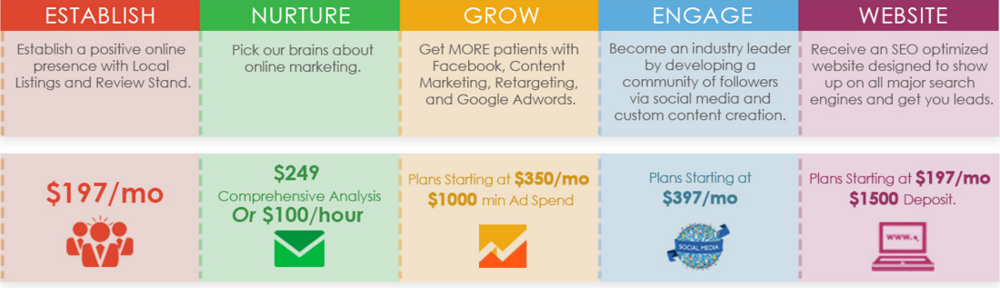 ESTABLISH
Establish a positive online
presence with Local
Listings and Review Stand.
NURTURE
Pick our brains about
online marketing.
GROW
Get MORE patients with
Facebook, Content
Marketing, Retargeting,
and Google Adwords.
ENGAGE
Become an industry leader
by developing a
community of followers
via social media and
custom content creation.
WEBSITE
Receive an SEO optimized
website designed to show
up on all major search
engines and get you leads.
$197/mo
$249
Comprehensive Analysis
Or $100/hour
Plans Starting at $350/mo
$1000 min Ad Spend
Plans Starting at
$397/mo
SOCIAL MEDIA
Plans Starting at $197/mo
$1500 Deposit.
www.